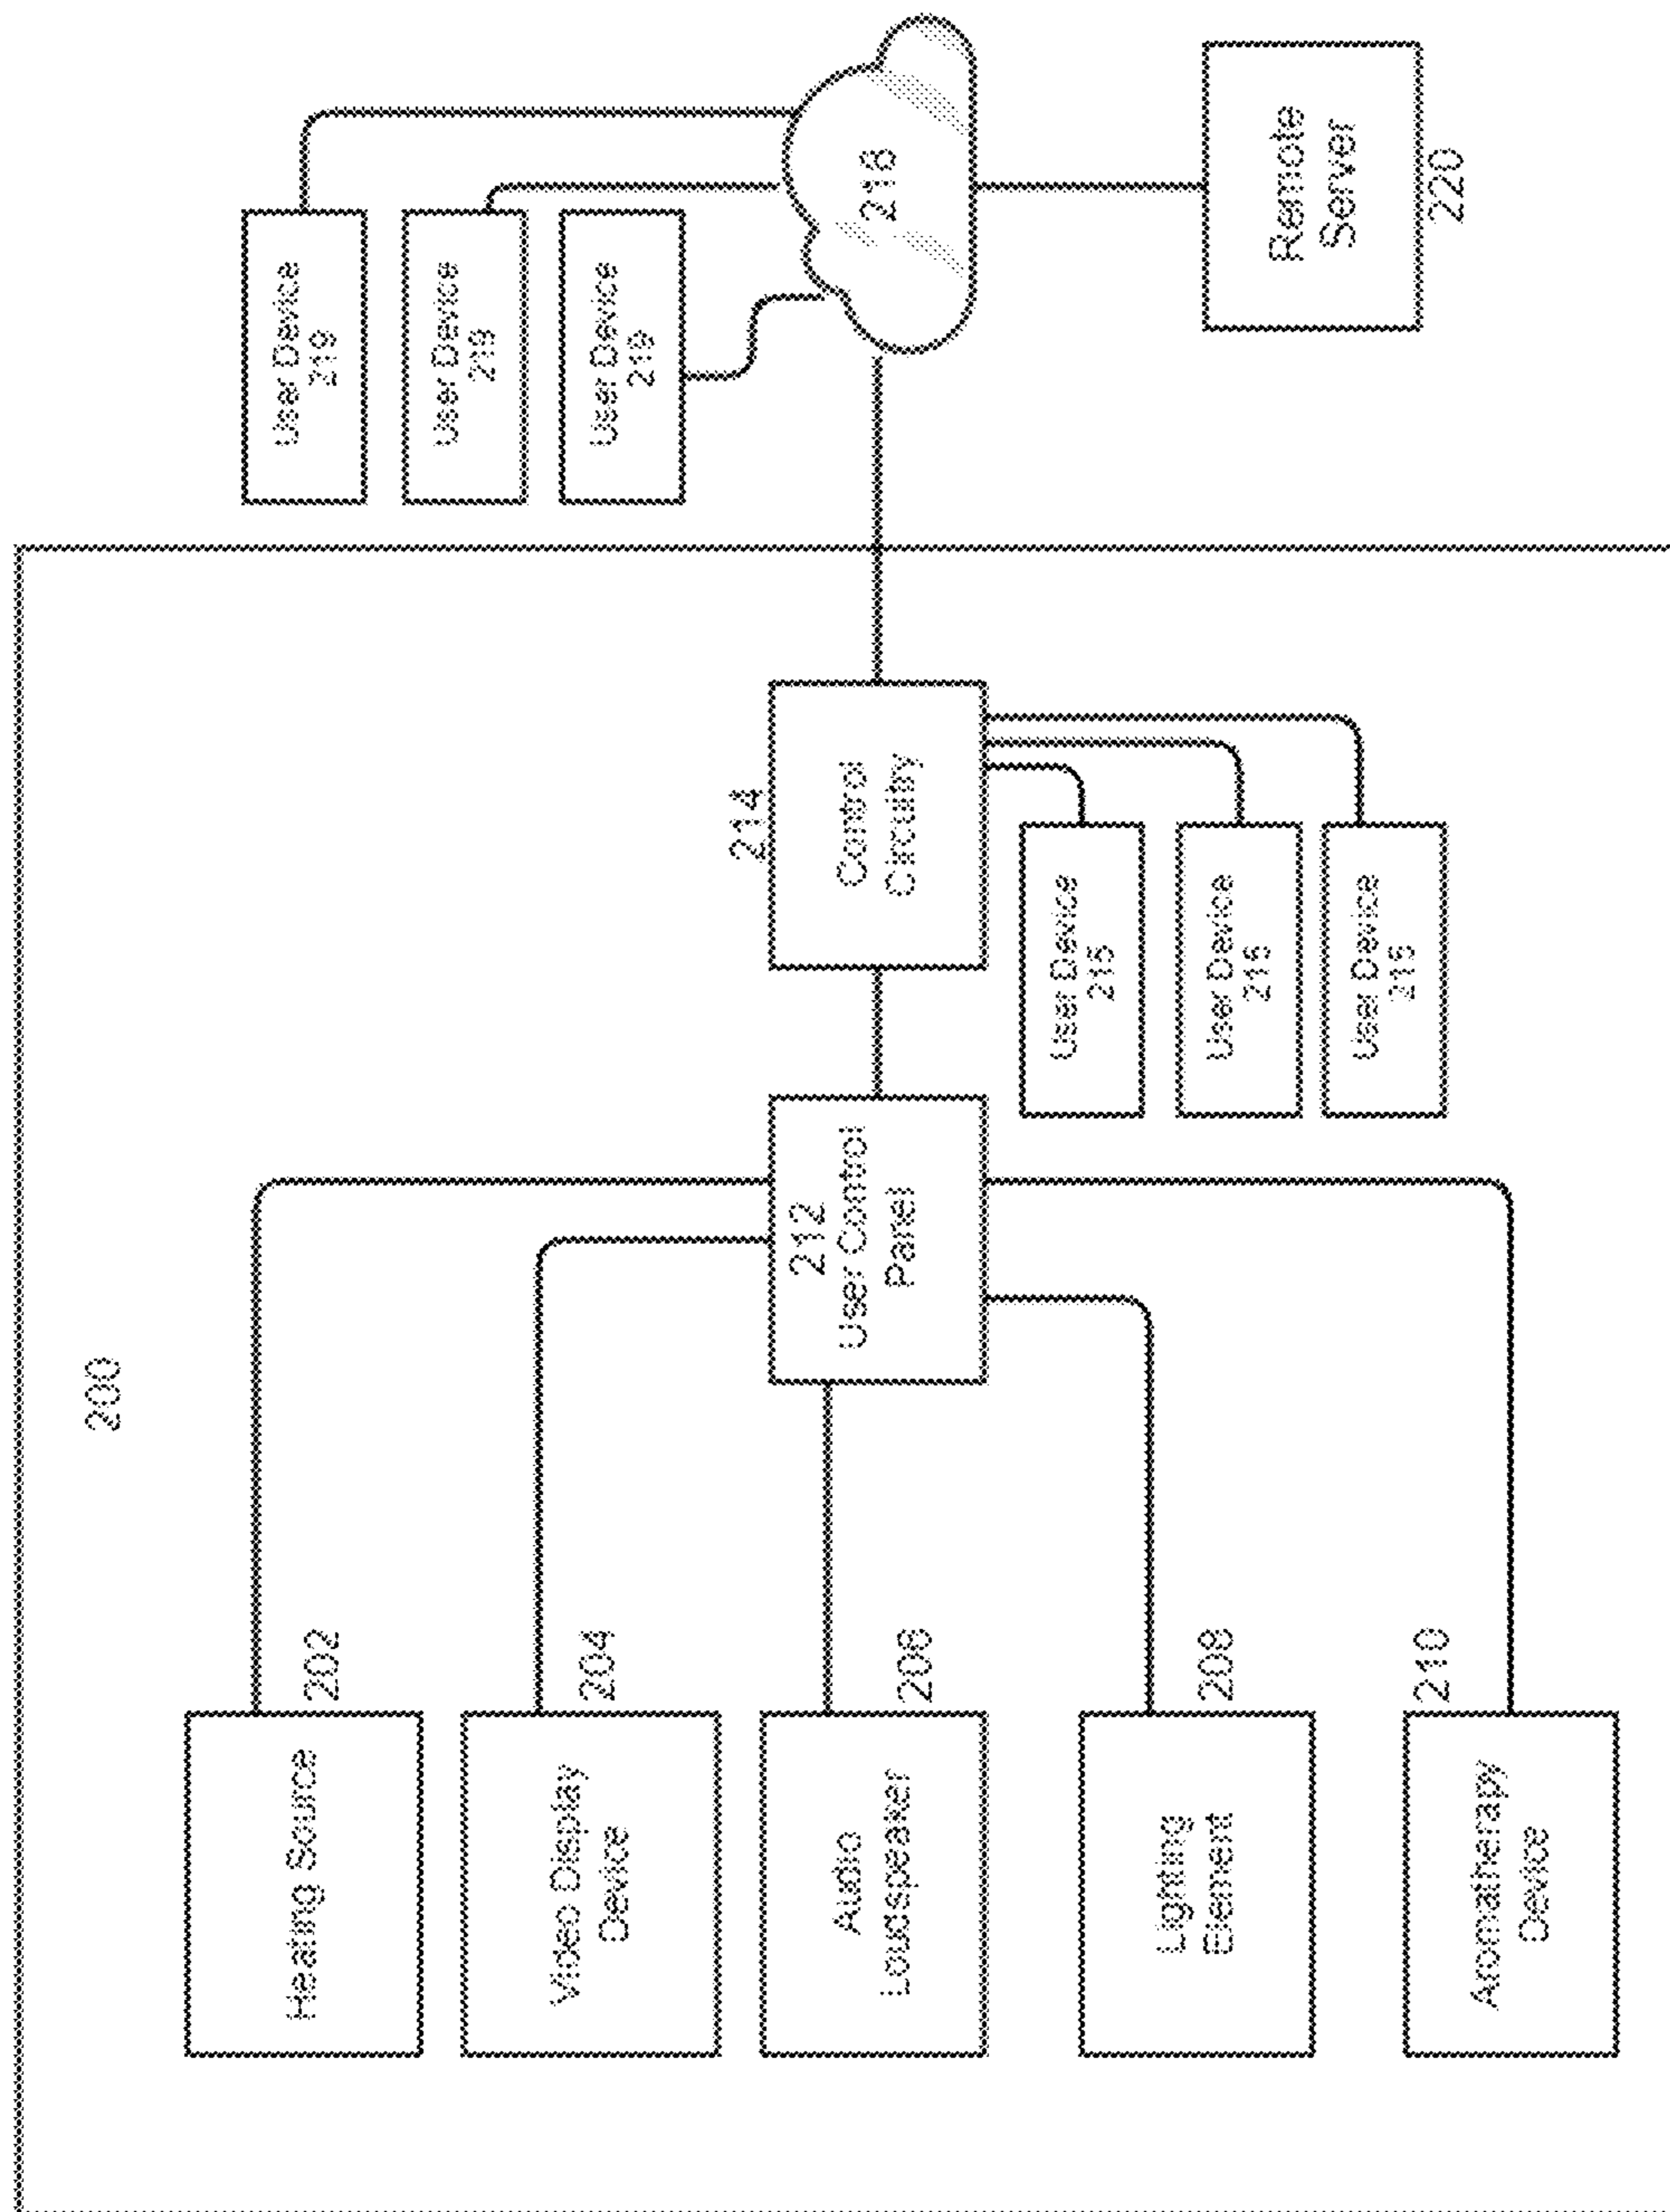 200
Heating Source
202
Video Display
Device
204
Audio
Loudspeaker
206
Lighting
Element
208
Aromatherapy
Device
210
212
User Control
Panel
214
Control
Circuitry
User Device
215
User Device
215
User Device
215
User Device
219
User Device
219
User Device
219
218
Remote
Server
220